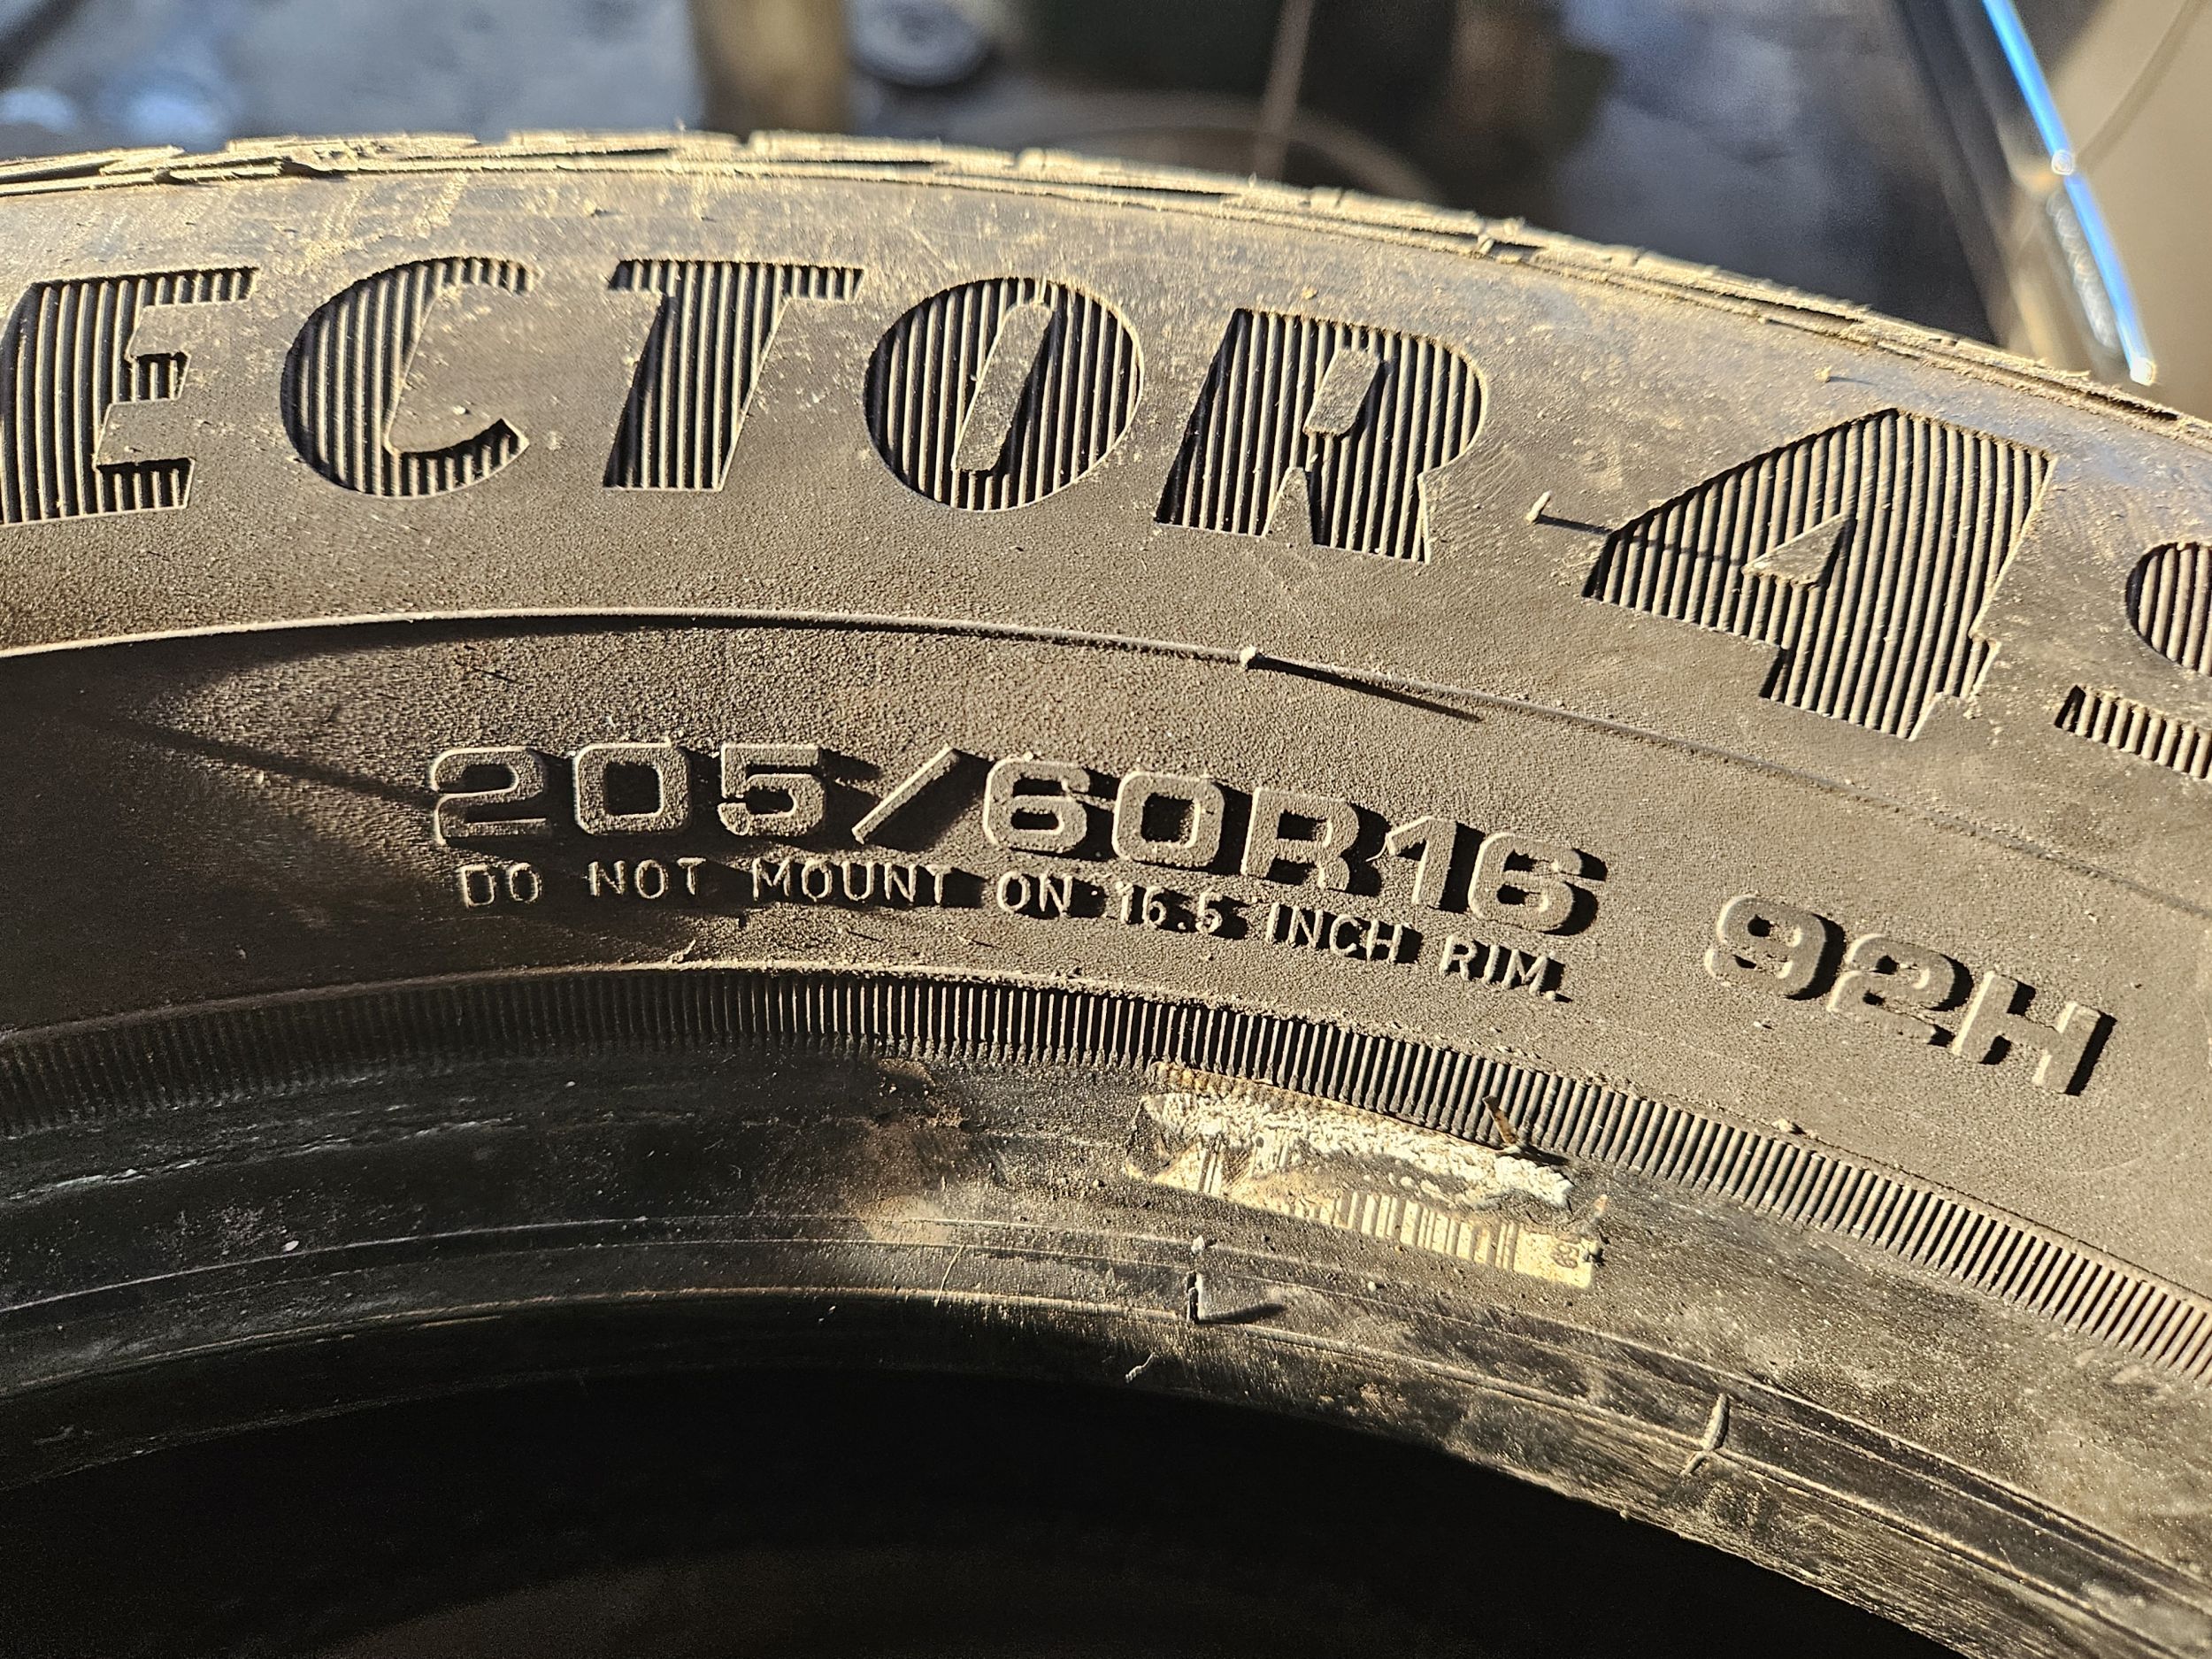 ECTOR 4
205/60R16 92H
DO NOT MOUNT ON 16.5 INCH RIM.